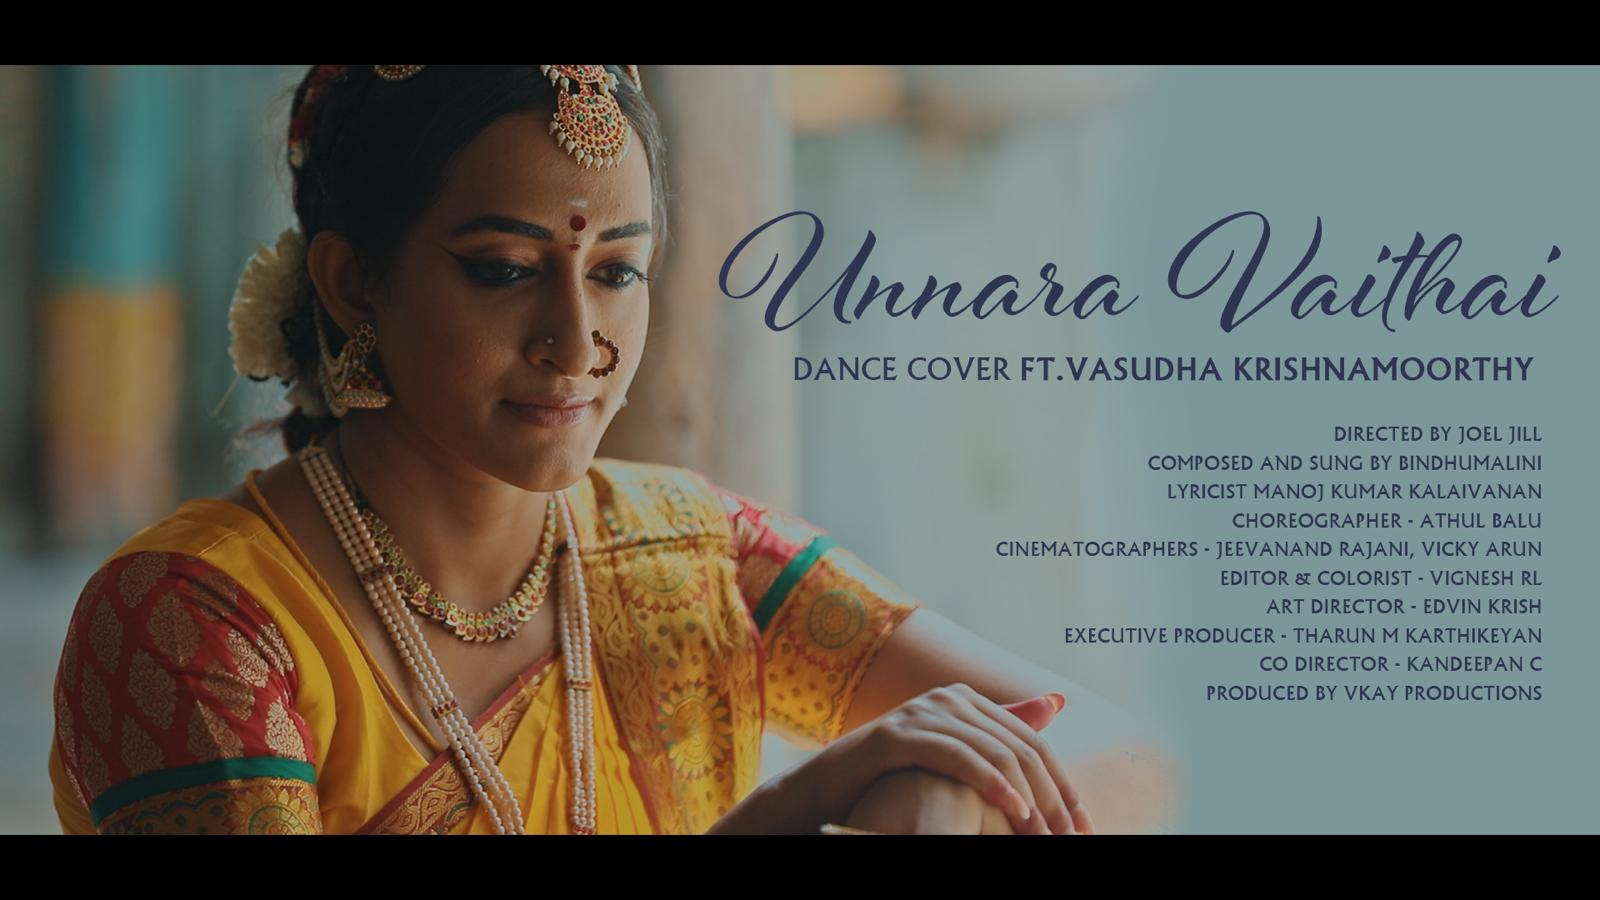 Unnara Vaithai
DANCE COVER FT.VASUDHA KRISHNAMOORTHY
DIRECTED BY JOEL JILL
COMPOSED AND SUNG BY BINDHUMALINI
LYRICIST MANOJ KUMAR KALAIVANAN
CHOREOGRAPHER - ATHUL BALU
CINEMATOGRAPHERS - JEEVANAND RAJANI, VICKY ARUN
EDITOR & COLORIST - VIGNESH RL
ART DIRECTOR - EDVIN KRISH
EXECUTIVE PRODUCER - THARUN M KARTHIKEYAN
CO DIRECTOR - KANDEEPAN C
PRODUCED BY VKAY PRODUCTIONS